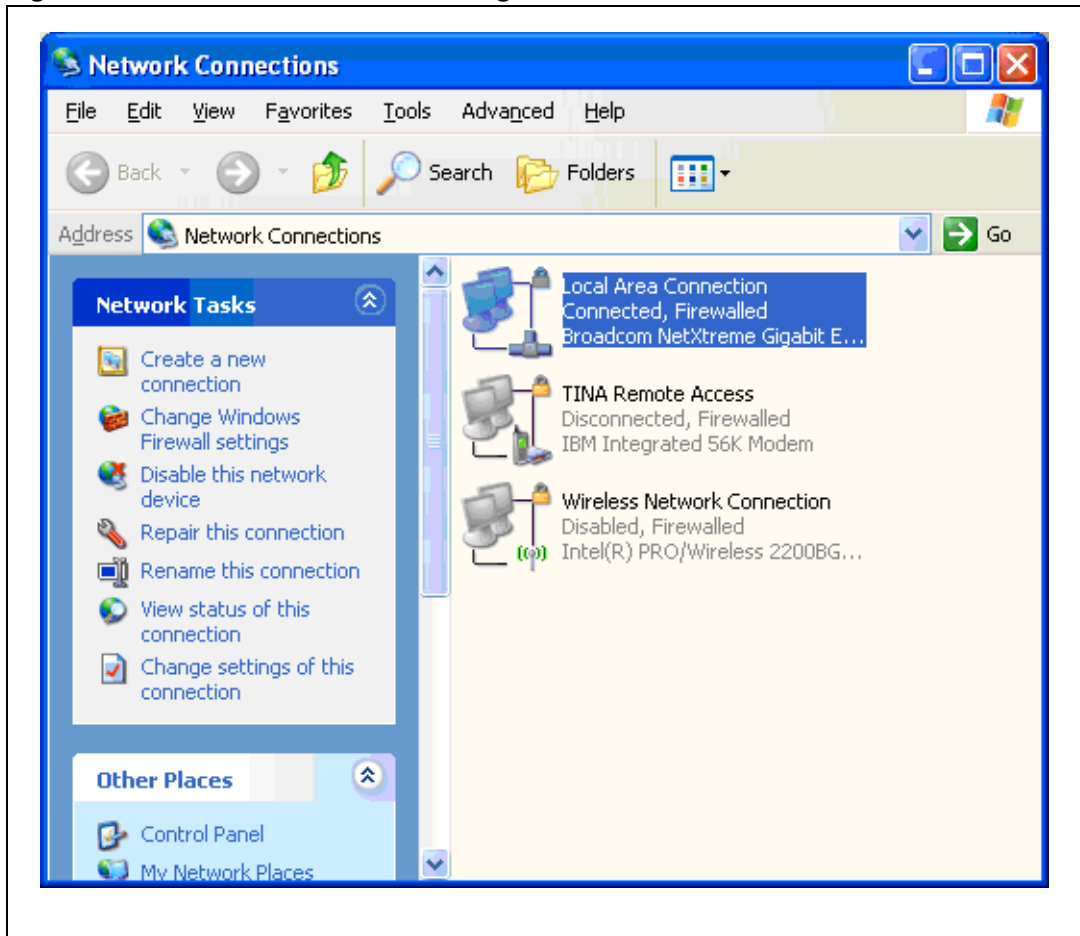 Network Connections
File Edit View Favorites Tools Advanced Help
Back Search Folders
Address Network Connections Go
Network Tasks
Create a new
connection
Change Windows
Firewall settings
Disable this network
device
Repair this connection
Rename this connection
View status of this
connection
Change settings of this
connection
Other Places
Control Panel
My Network Places
Local Area Connection
Connected, Firewalled
Broadcom NetXtreme Gigabit E...
TINA Remote Access
Disconnected, Firewalled
IBM Integrated 56K Modem
Wireless Network Connection
Disabled, Firewalled
Intel(R) PRO/Wireless 2200BG...